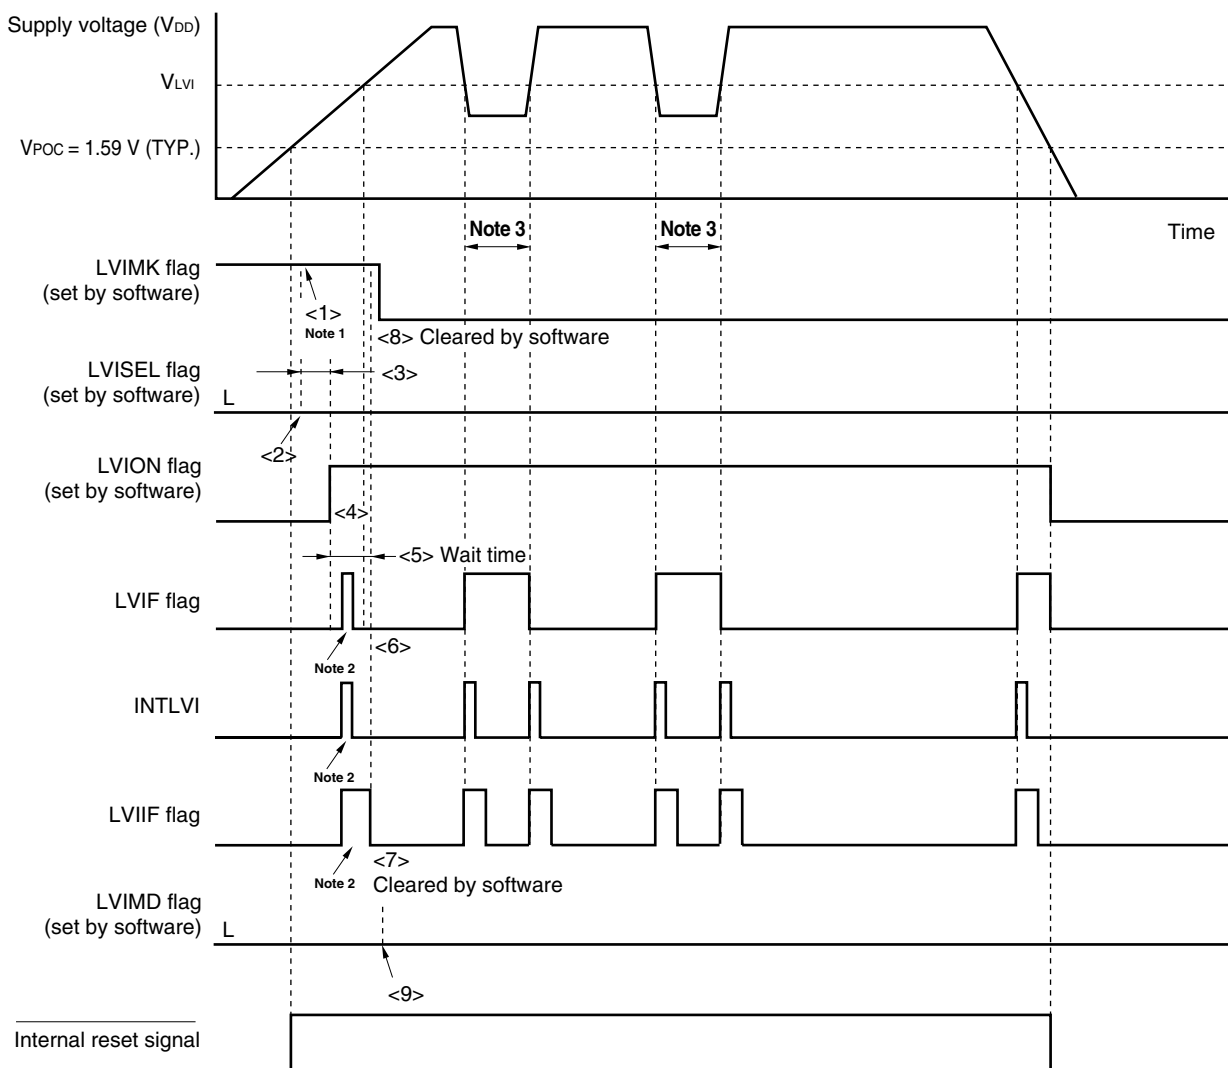 Supply voltage (VDD)
VLVI
VPOC = 1.59 V (TYP.)
Note 3
Note 3
Time
LVIMK flag
(set by software)
<1>
Note 1
<8> Cleared by software
LVISEL flag
(set by software)
L
<3>
<2>
LVION flag
(set by software)
<4>
<5> Wait time
LVIF flag
<6>
Note 2
INTLVI
Note 2
LVIIF flag
Note 2
<7>
Cleared by software
LVIMD flag
(set by software)
L
<9>
Internal reset signal